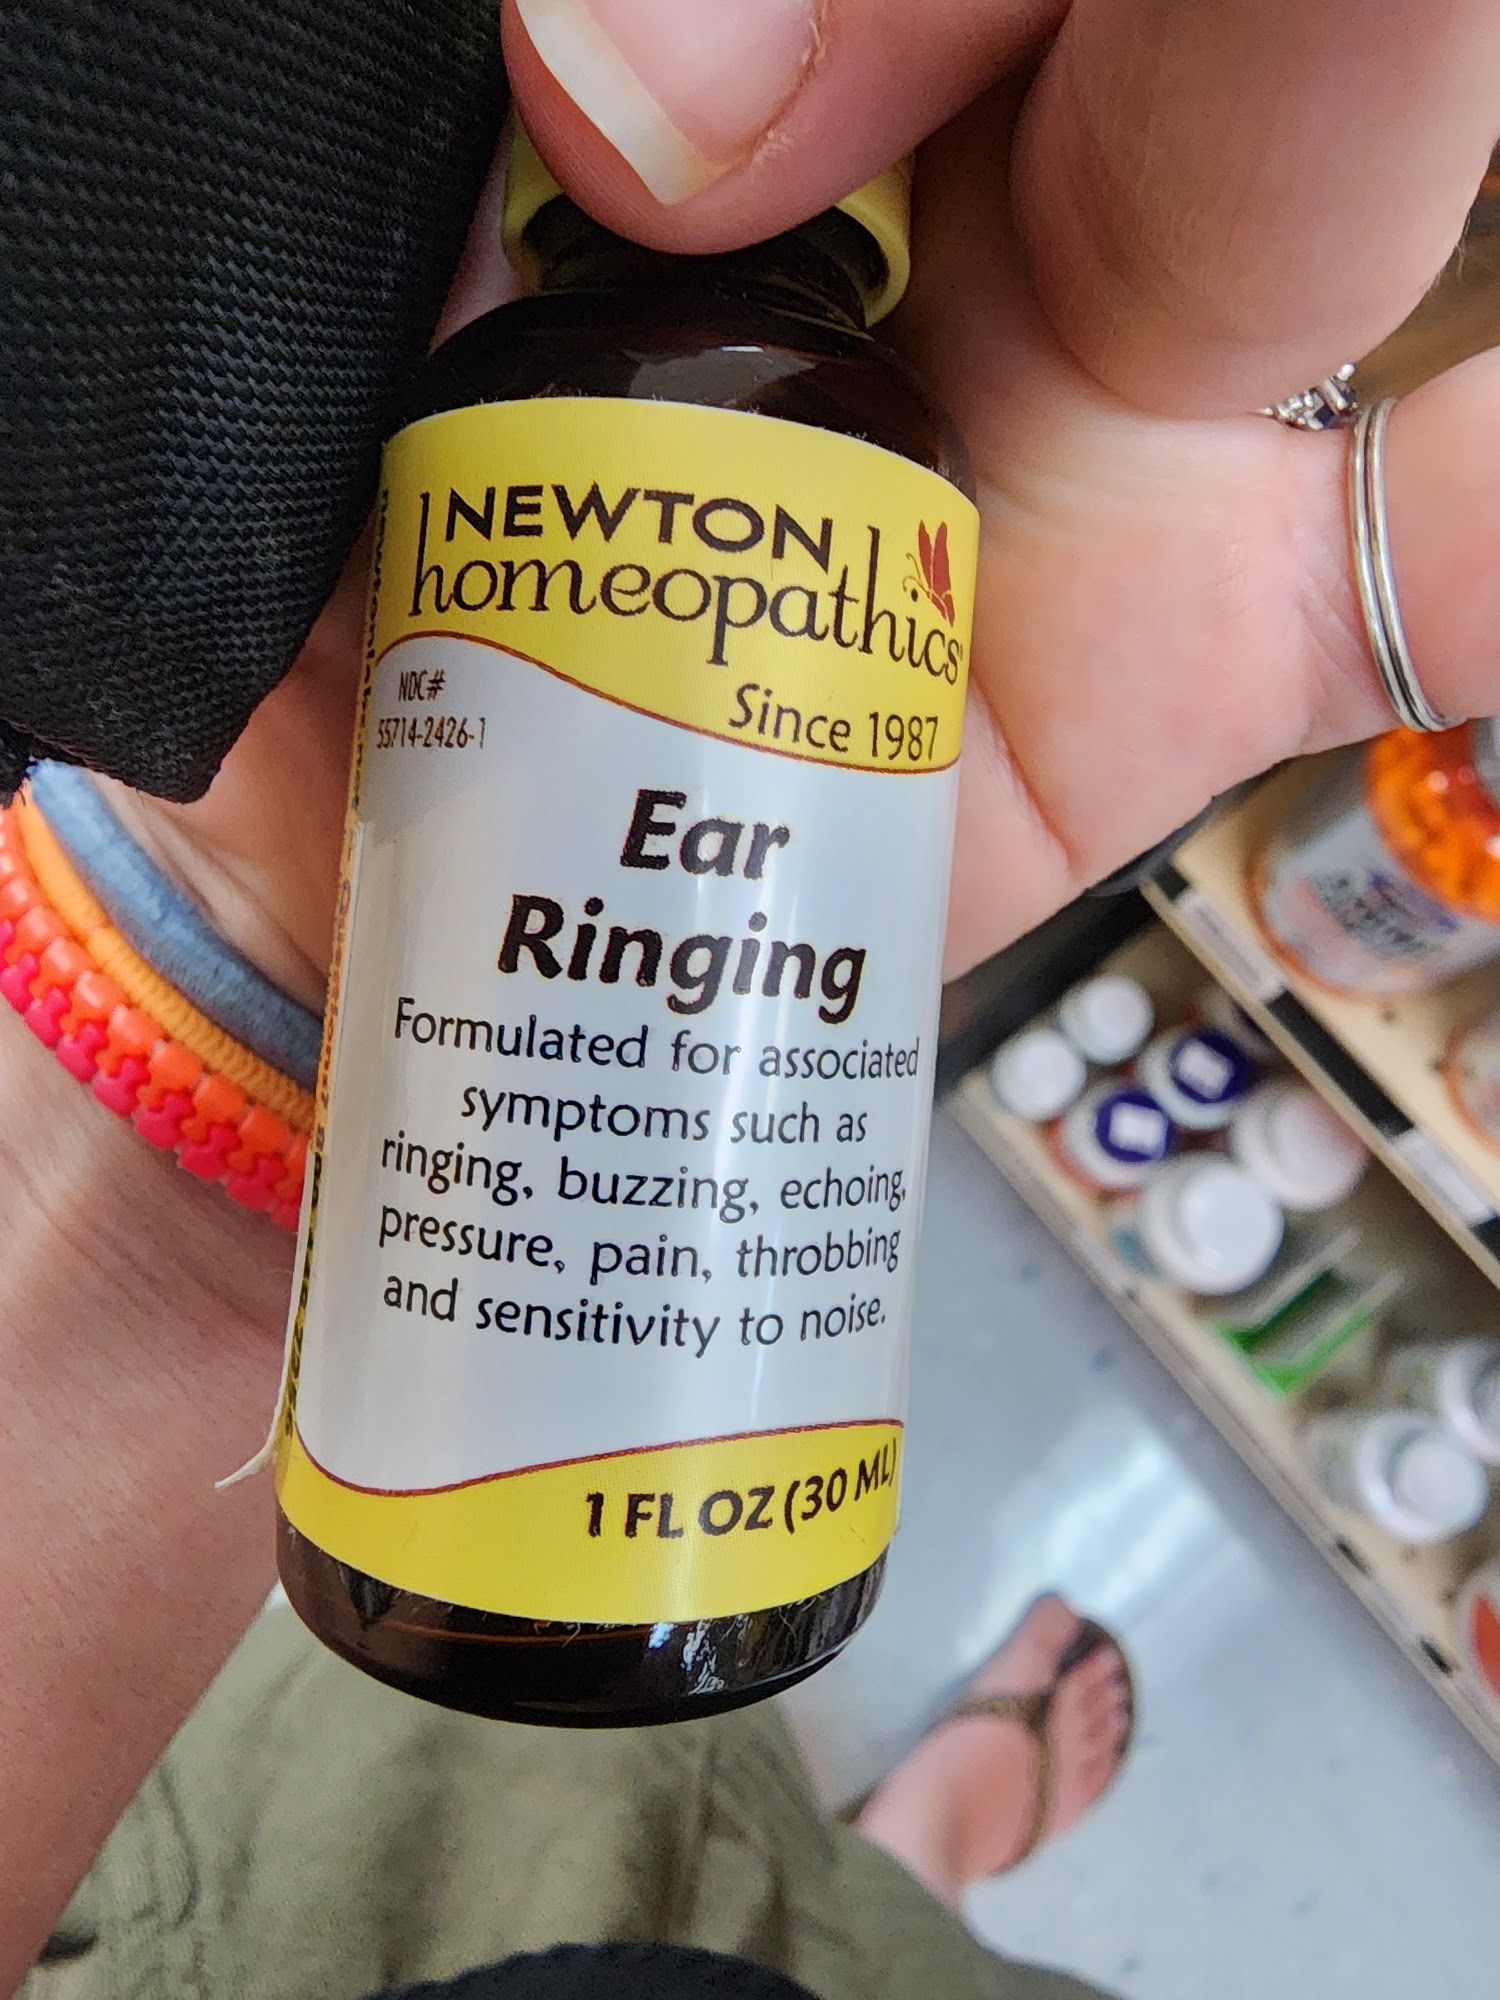 NEWTON
homeopathics
Since 1987
NDC#
55714-2426-1
Ear
Ringing
Formulated for associated
symptoms such as
ringing, buzzing, echoing,
pressure, pain, throbbing
and sensitivity to noise.
1 FL OZ (30 ML)